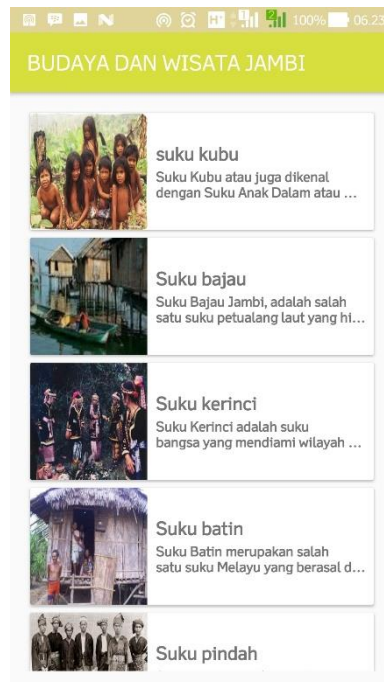 100% 06.23
BUDAYA DAN WISATA JAMBI
suku kubu
Suku Kubu atau juga dikenal
dengan Suku Anak Dalam atau ...
Suku bajau
Suku Bajau Jambi, adalah salah
satu suku petualang laut yang hi...
Suku kerinci
Suku Kerinci adalah suku
bangsa yang mendiami wilayah ...
Suku batin
Suku Batin merupakan salah
satu suku Melayu yang berasal d...
Suku pindah